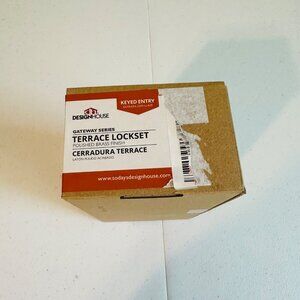 DESIGNHOUSE
KEYED ENTRY
GATEWAY SERIES
TERRACE LOCKSET
POLISHED BRASS FINISH
CERRADURA TERRACE
www.todaysdesignhouse.com